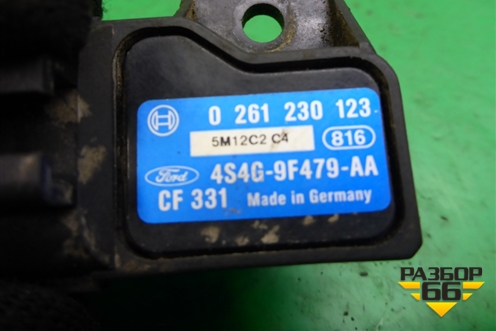 0 261 230 123
5M12C2 C4 816
Ford 4S4G-9F479-AA
CF 331 Made in Germany
РАЗБОР
66